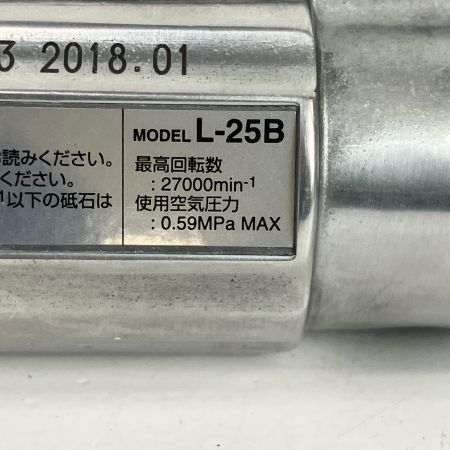 3 2018.01
お読みください。
ください。
以下の砥石は
MODEL L-25B
最高回転数
: 27000min-1
使用空気圧力
: 0.59MPa MAX